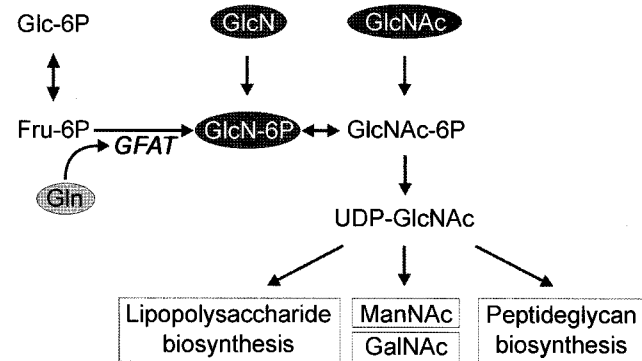 Glc-6P
GlcN
GlcNAc
Fru-6P
GFAT
GlcN-6P
GlcNAc-6P
Gln
UDP-GlcNAc
Lipopolysaccharide
biosynthesis
ManNAc
GalNAc
Peptideglycan
biosynthesis